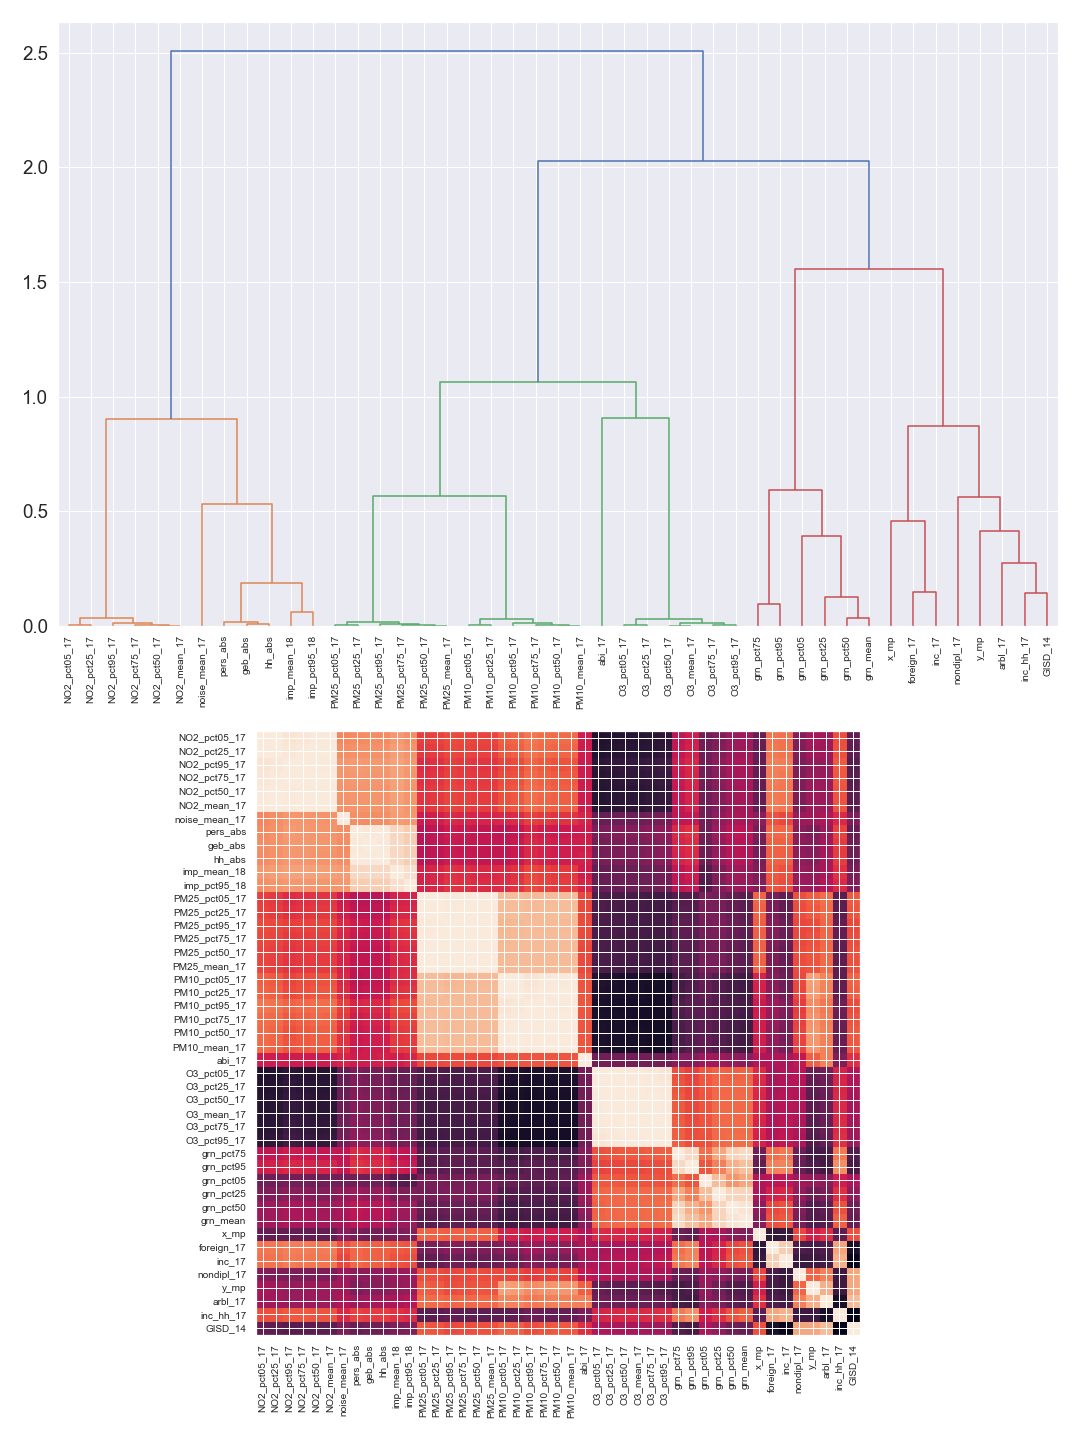 2.5
2.0
1.5
1.0
0.5
0.0
NO2_pct05_17
NO2_pct25_17
NO2_pct95_17
NO2_pct75_17
NO2_pct50_17
NO2_mean_17
noise_mean_17
pers_abs
geb_abs
hh_abs
imp_mean_18
imp_pct95_18
PM25_pct05_17
PM25_pct25_17
PM25_pct95_17
PM25_pct75_17
PM25_pct50_17
PM25_mean_17
PM10_pct05_17
PM10_pct25_17
PM10_pct95_17
PM10_pct75_17
PM10_pct50_17
PM10_mean_17
abi_17
O3_pct05_17
O3_pct25_17
O3_pct50_17
O3_mean_17
O3_pct75_17
O3_pct95_17
grn_pct75
grn_pct95
grn_pct05
grn_pct25
grn_pct50
grn_mean
x_mp
foreign_17
inc_17
nondipl_17
y_mp
arbl_17
inc_hh_17
GISD_14
NO2_pct05_17
NO2_pct25_17
NO2_pct95_17
NO2_pct75_17
NO2_pct50_17
NO2_mean_17
noise_mean_17
pers_abs
geb_abs
hh_abs
imp_mean_18
imp_pct95_18
PM25_pct05_17
PM25_pct25_17
PM25_pct95_17
PM25_pct75_17
PM25_pct50_17
PM25_mean_17
PM10_pct05_17
PM10_pct25_17
PM10_pct95_17
PM10_pct75_17
PM10_pct50_17
PM10_mean_17
abi_17
O3_pct05_17
O3_pct25_17
O3_pct50_17
O3_mean_17
O3_pct75_17
O3_pct95_17
grn_pct75
grn_pct95
grn_pct05
grn_pct25
grn_pct50
grn_mean
x_mp
foreign_17
inc_17
nondipl_17
y_mp
arbl_17
inc_hh_17
GISD_14
NO2_pct05_17
NO2_pct25_17
NO2_pct95_17
NO2_pct75_17
NO2_pct50_17
NO2_mean_17
noise_mean_17
pers_abs
geb_abs
hh_abs
imp_mean_18
imp_pct95_18
PM25_pct05_17
PM25_pct25_17
PM25_pct95_17
PM25_pct75_17
PM25_pct50_17
PM25_mean_17
PM10_pct05_17
PM10_pct25_17
PM10_pct95_17
PM10_pct75_17
PM10_pct50_17
PM10_mean_17
abi_17
O3_pct05_17
O3_pct25_17
O3_pct50_17
O3_mean_17
O3_pct75_17
O3_pct95_17
grn_pct75
grn_pct95
grn_pct05
grn_pct25
grn_pct50
grn_mean
x_mp
foreign_17
inc_17
nondipl_17
y_mp
arbl_17
inc_hh_17
GISD_14